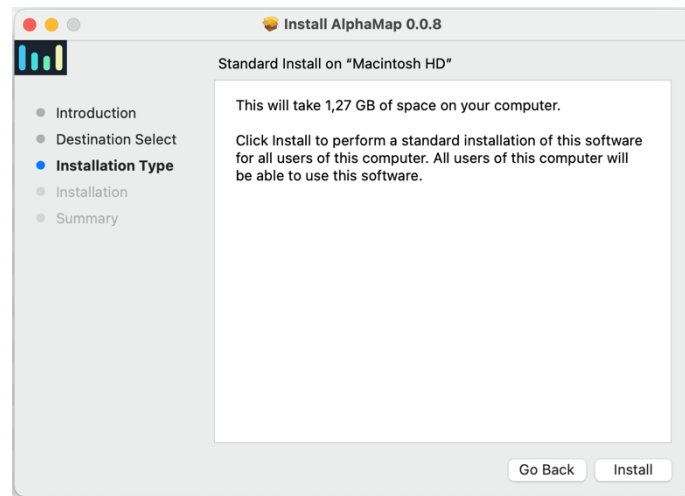 Install AlphaMap 0.0.8
Standard Install on “Macintosh HD”
Introduction
Destination Select
Installation Type
Installation
Summary
This will take 1,27 GB of space on your computer.
Click Install to perform a standard installation of this software
for all users of this computer. All users of this computer will
be able to use this software.
Go Back
Install